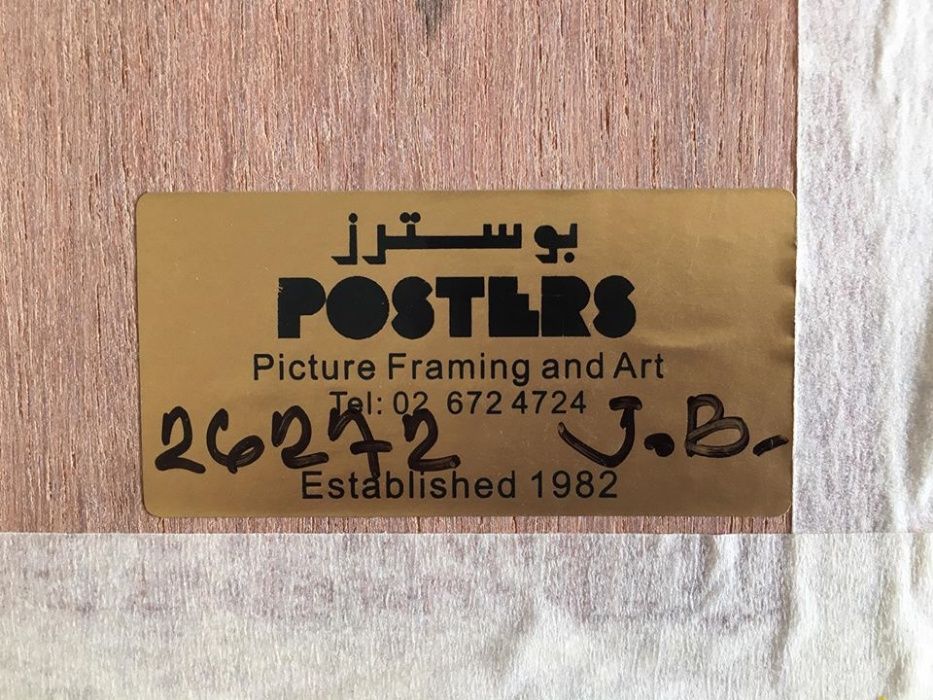 بوسترز
POSTERS
Picture Framing and Art
Tel: 02 672 4724
26272 J.B.
Established 1982